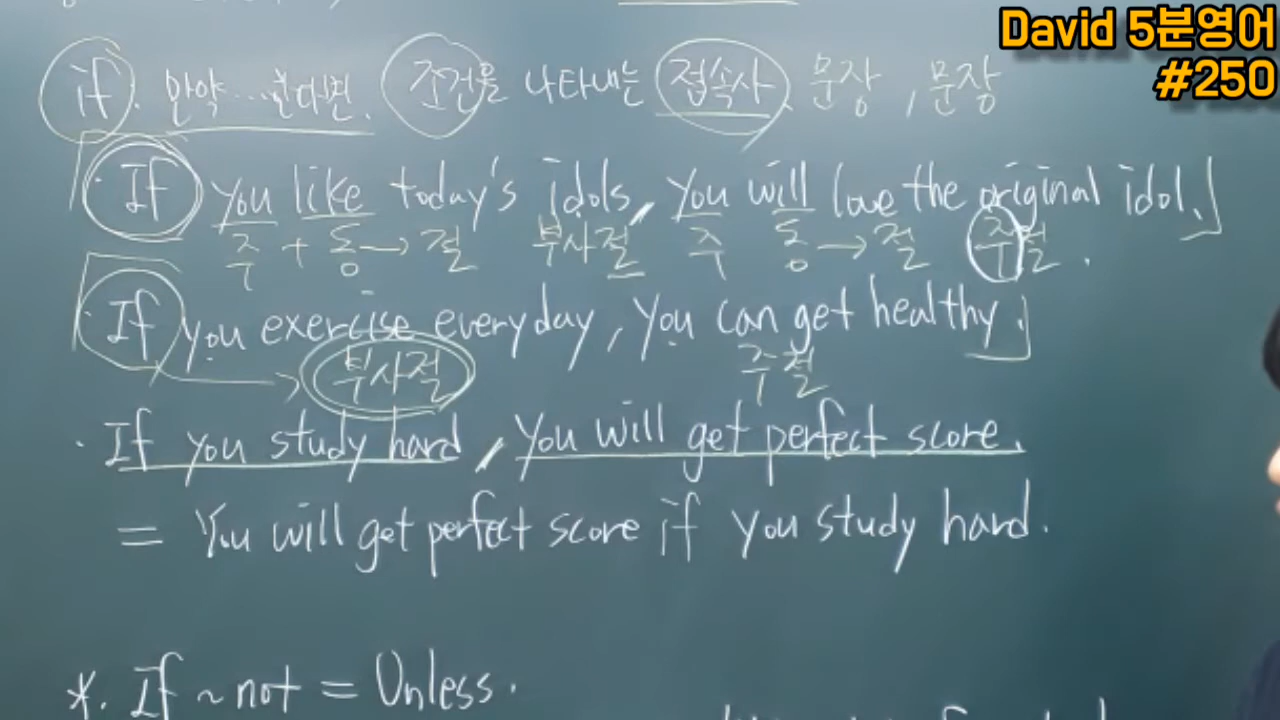 David 5분영어
#250
if. 만약...한다면. 조건을 나타내는 접속사 문장, 문장
· If you like today's idols, you will love the original idol.
주 + 동 → 절 부사절 주 동 → 절 주절.
If you exercise every day, you can get healthy.
부사절 주절
· If you study hard, you will get perfect score.
= You will get perfect score if you study hard.
*. If ~ not = Unless.